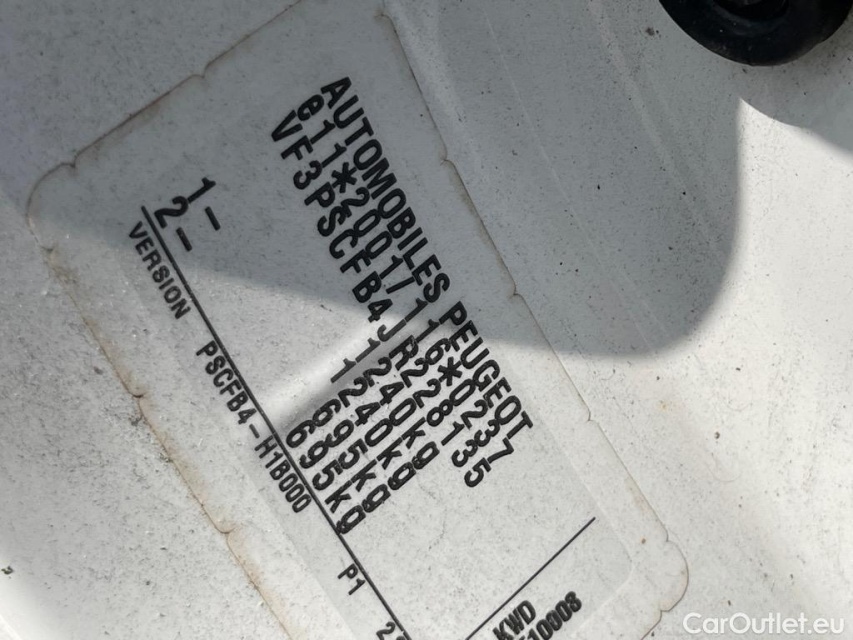 AUTOMOBILES PEUGEOT
e11*2001/116*0237
VF3PSCFB4JR228135
1240kg
1240kg
1- 695kg
2- 695kg
VERSION PSCFB4-H1B000 P1
KWD
CarOutlet.eu